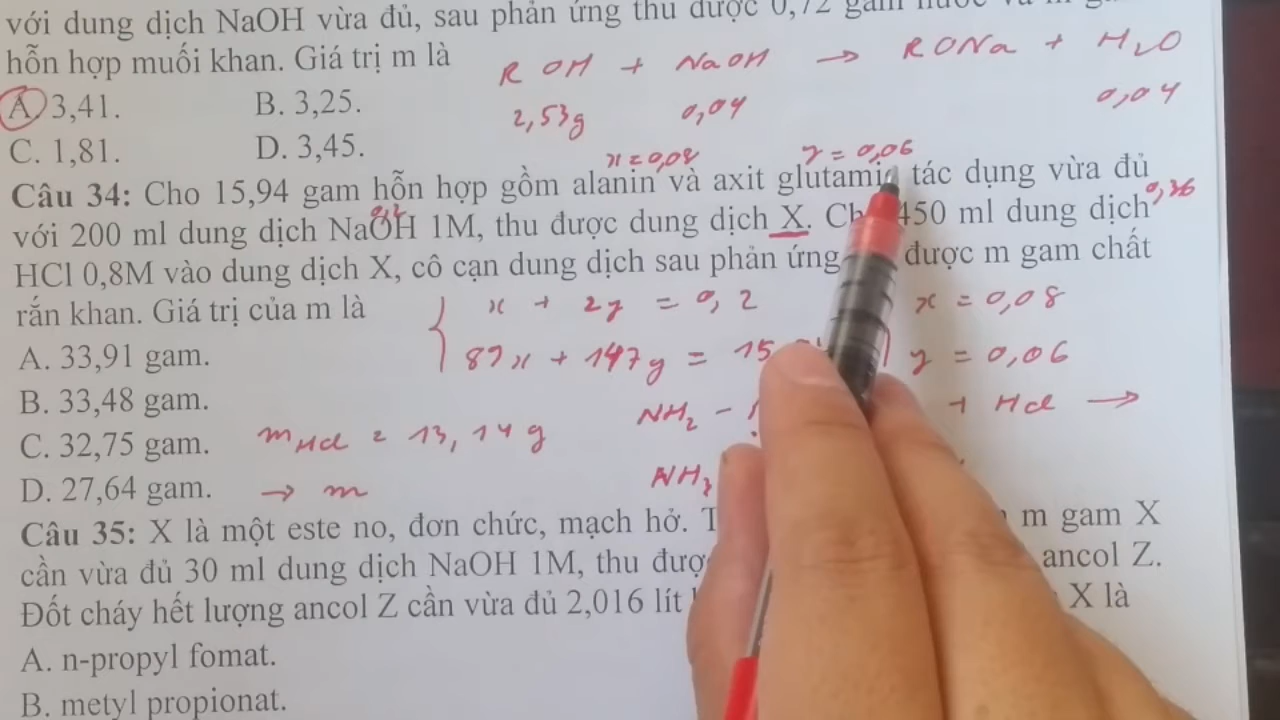 với dung dịch NaOH vừa đủ, sau phản ứng thu được 0,72 gam nước và m
hỗn hợp muối khan. Giá trị m là
ROH + NaOH → RONa + H₂O
A. 3,41. B. 3,25.
2,53g 0,04 0,04
C. 1,81. D. 3,45.
x = 0,08 y = 0,06
Câu 34: Cho 15,94 gam hỗn hợp gồm alanin và axit tác dụng vừa đủ
0,2 0,36
với 200 ml dung dịch NaOH 1M, thu được dung dịch X. 450 ml dung dịch
HCl 0,8M vào dung dịch X, cô cạn dung dịch sau phản ứng được m gam chất
rắn khan. Giá trị của m là
x + 2y = 0,2 x = 0,08
A. 33,91 gam.
89x + 147y = 15, y = 0,06
B. 33,48 gam.
NH₂ - + HCl →
C. 32,75 gam. mHCl = 13,14g
D. 27,64 gam. → m
NH₃
Câu 35: X là một este no, đơn chức, mạch hở. m gam X
cần vừa đủ 30 ml dung dịch NaOH 1M, thu ancol Z.
Đốt cháy hết lượng ancol Z cần vừa đủ 2,016 lít X là
A. n-propyl fomat.
B. metyl propionat.